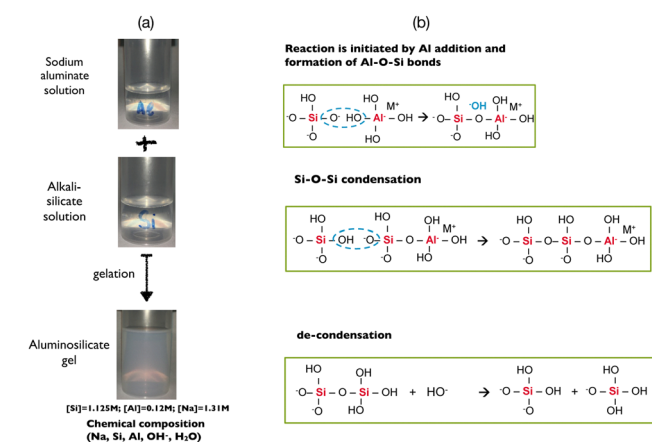 (a)
Sodium
aluminate
solution
Al
+
Alkali-
silicate
solution
Si
gelation
Aluminosilicate
gel
[Si]=1.125M; [Al]=0.12M; [Na]=1.31M
Chemical composition
(Na, Si, Al, OH-, H₂O)
(b)
Reaction is initiated by Al addition and
formation of Al-O-Si bonds
HO HO M⁺ HO ⁻OH OH M⁺
⁻O – Si – O⁻ HO – Al⁻ – OH → ⁻O – Si – O – Al⁻ – OH
⁻O HO ⁻O HO
Si-O-Si condensation
HO HO OH M⁺ HO HO OH M⁺
⁻O – Si – OH ⁻O – Si – O – Al⁻ – OH → ⁻O – Si – O – Si – O – Al⁻ – OH
⁻O ⁻O HO ⁻O ⁻O HO
de-condensation
HO OH HO HO
⁻O – Si – O – Si – OH + HO⁻ → ⁻O – Si – OH + ⁻O – Si – OH
⁻O HO ⁻O OH